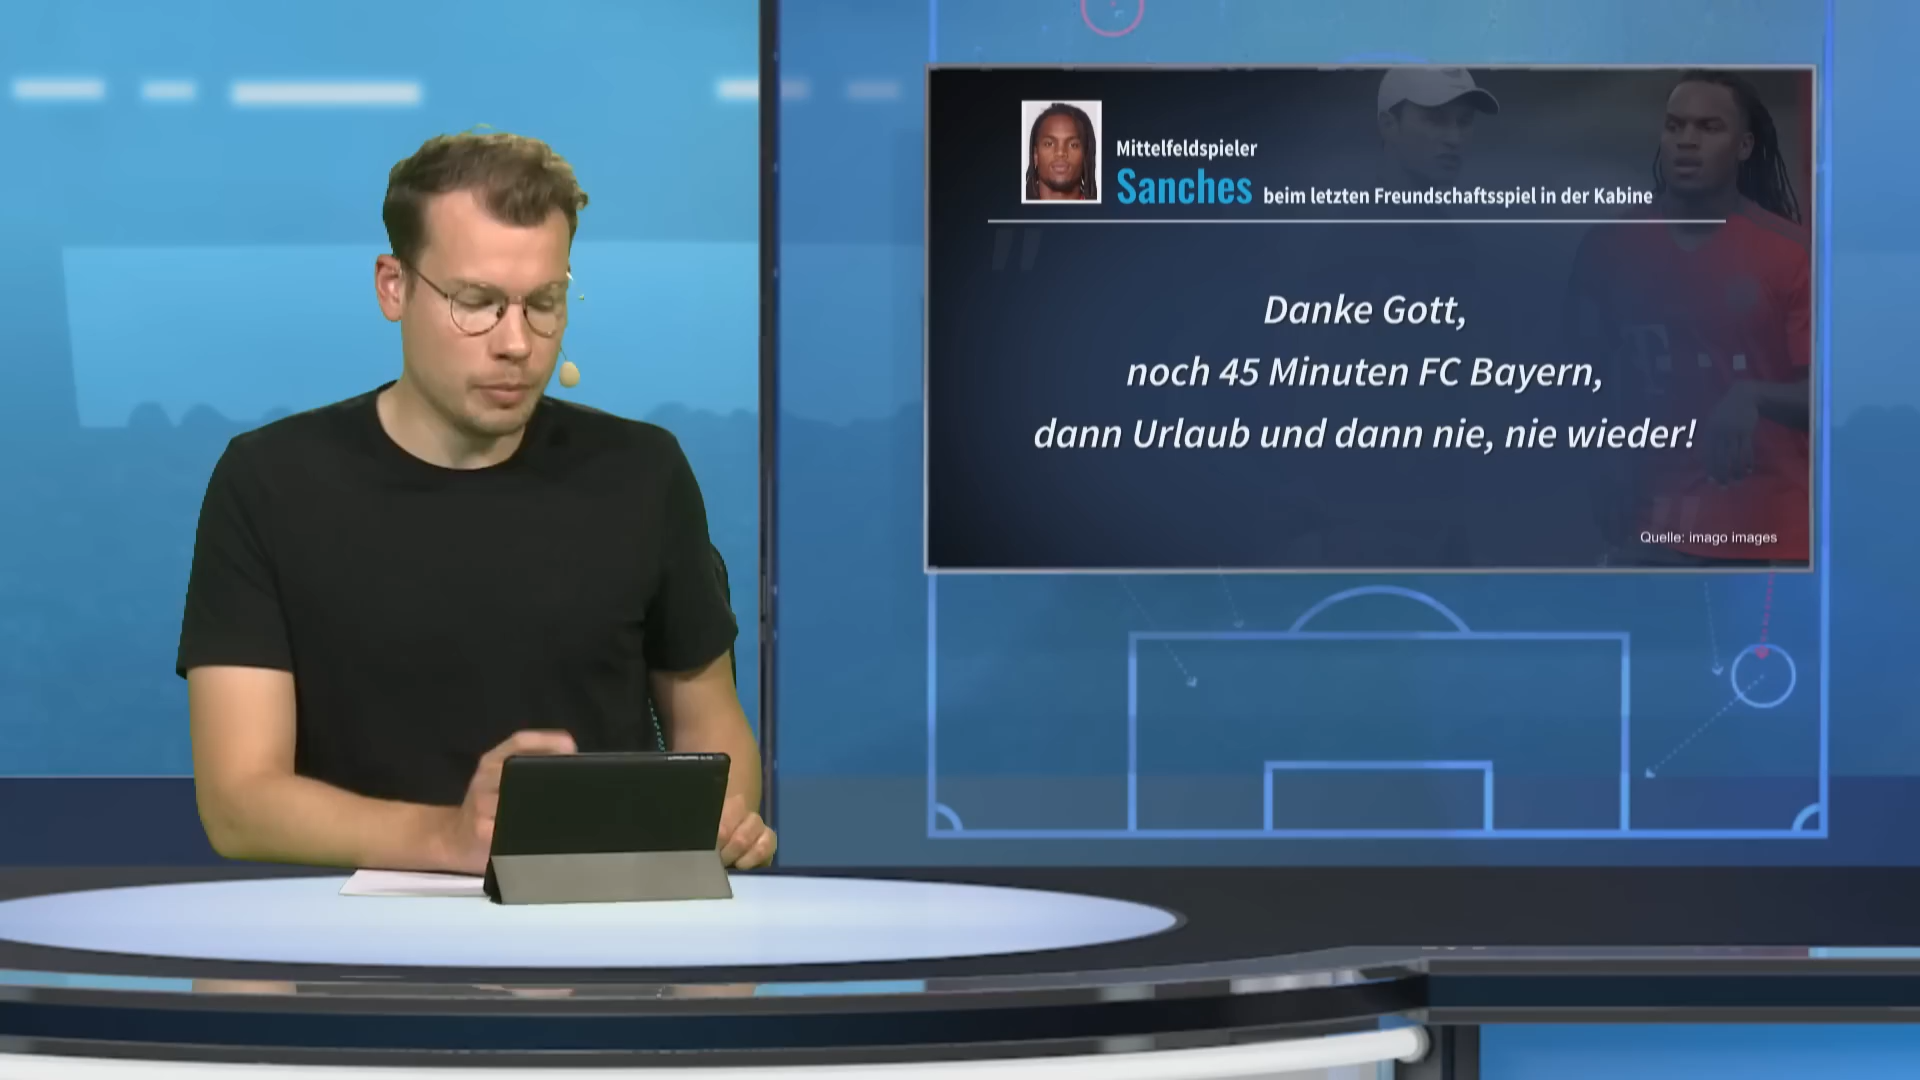 Mittelfeldspieler
Sanches beim letzten Freundschaftsspiel in der Kabine
Danke Gott,
noch 45 Minuten FC Bayern,
dann Urlaub und dann nie, nie wieder!
Quelle: imago images